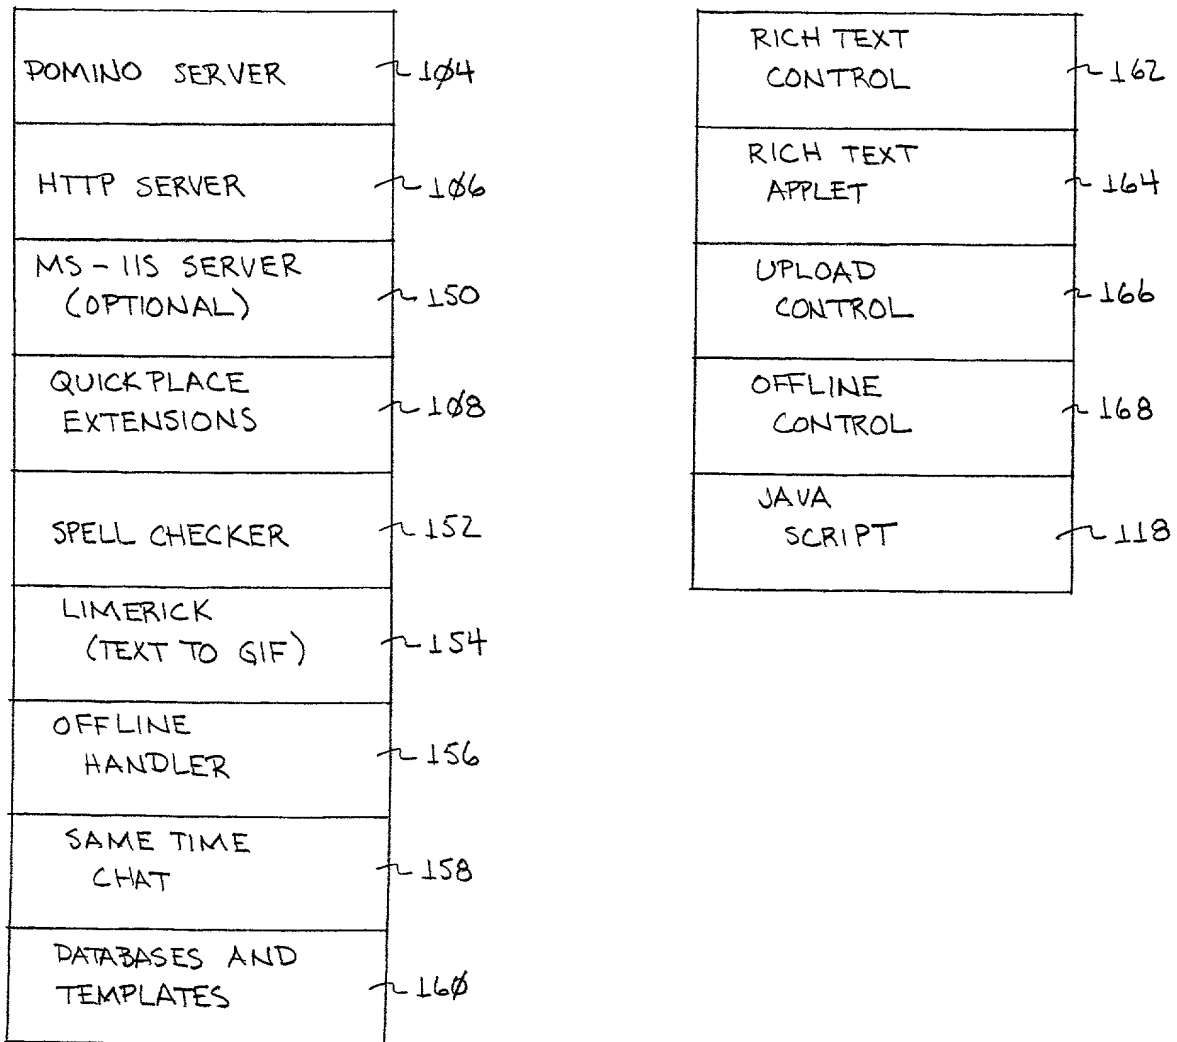 DOMINO SERVER 104
HTTP SERVER 106
MS-IIS SERVER
(OPTIONAL) 150
QUICKPLACE
EXTENSIONS 108
SPELL CHECKER 152
LIMERICK
(TEXT TO GIF) 154
OFFLINE
HANDLER 156
SAME TIME
CHAT 158
DATABASES AND
TEMPLATES 160
RICH TEXT
CONTROL 162
RICH TEXT
APPLET 164
UPLOAD
CONTROL 166
OFFLINE
CONTROL 168
JAVA
SCRIPT 118